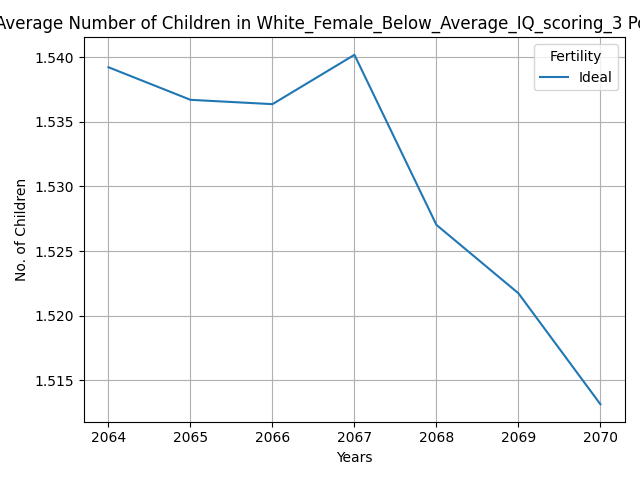 Average Number of Children in White_Female_Below_Average_IQ_scoring_3 Po
Fertility
Ideal
1.540
1.535
1.530
1.525
1.520
1.515
No. of Children
2064 2065 2066 2067 2068 2069 2070
Years